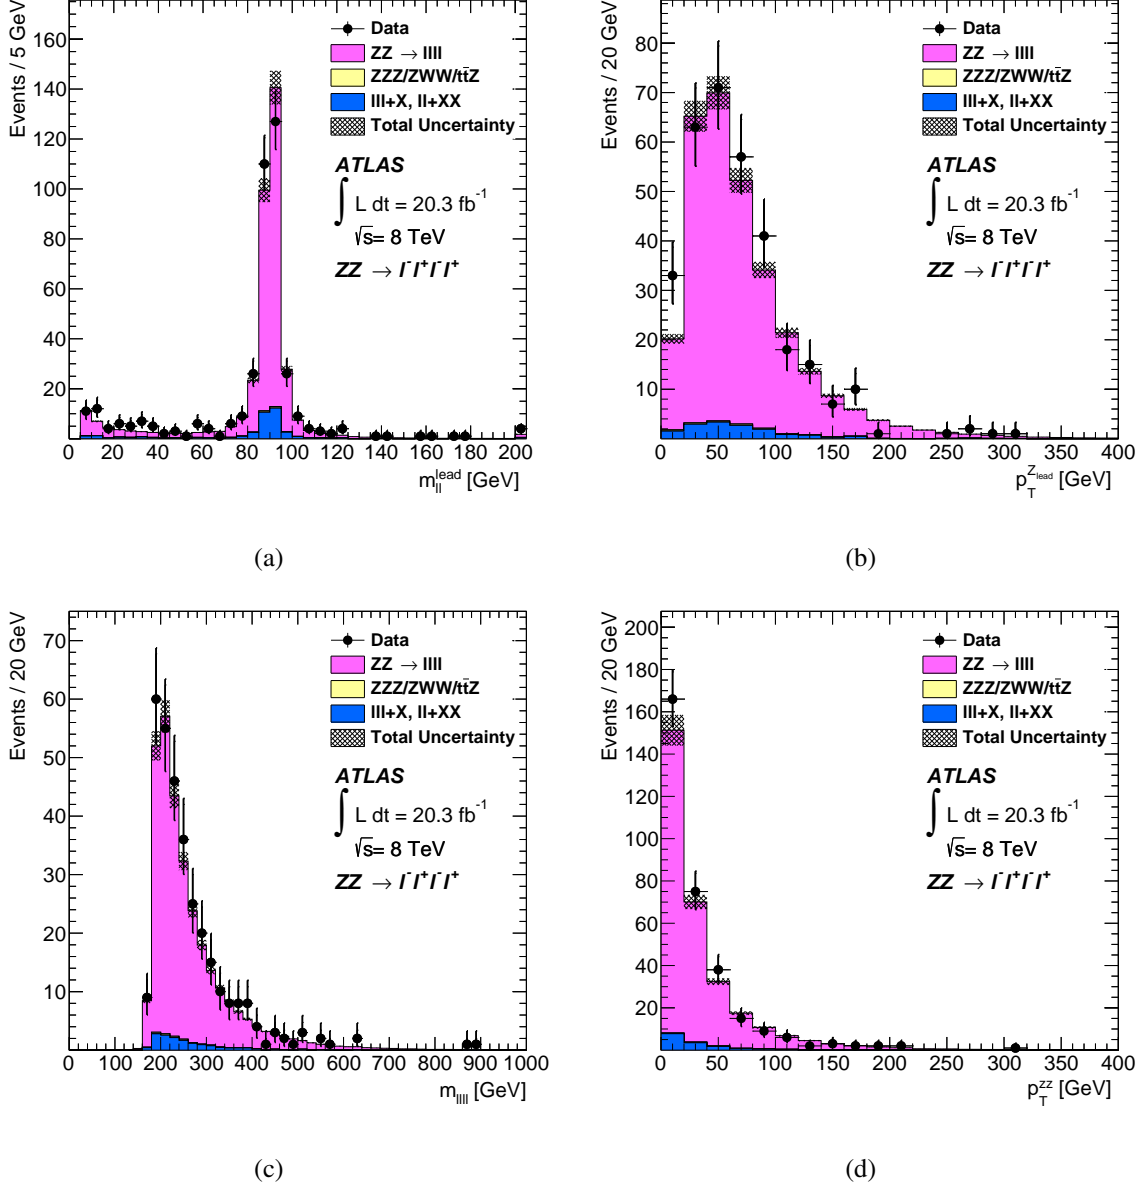 Events / 5 GeV
160
140
120
100
80
60
40
20
0 20 40 60 80 100 120 140 160 180 200
m_ll^lead [GeV]
Data
ZZ → llll
ZZZ/ZWW/tt̄Z
lll+X, ll+XX
Total Uncertainty
ATLAS
∫ L dt = 20.3 fb⁻¹
√s= 8 TeV
ZZ → l⁻l⁺l⁻l⁺
(a)
Events / 20 GeV
80
70
60
50
40
30
20
10
0 50 100 150 200 250 300 350 400
p_T^{Z_lead} [GeV]
Data
ZZ → llll
ZZZ/ZWW/tt̄Z
lll+X, ll+XX
Total Uncertainty
ATLAS
∫ L dt = 20.3 fb⁻¹
√s= 8 TeV
ZZ → l⁻l⁺l⁻l⁺
(b)
Events / 20 GeV
70
60
50
40
30
20
10
0 100 200 300 400 500 600 700 800 900 1000
m_llll [GeV]
Data
ZZ → llll
ZZZ/ZWW/tt̄Z
lll+X, ll+XX
Total Uncertainty
ATLAS
∫ L dt = 20.3 fb⁻¹
√s= 8 TeV
ZZ → l⁻l⁺l⁻l⁺
(c)
Events / 20 GeV
200
180
160
140
120
100
80
60
40
20
0 50 100 150 200 250 300 350 400
p_T^{ZZ} [GeV]
Data
ZZ → llll
ZZZ/ZWW/tt̄Z
lll+X, ll+XX
Total Uncertainty
ATLAS
∫ L dt = 20.3 fb⁻¹
√s= 8 TeV
ZZ → l⁻l⁺l⁻l⁺
(d)